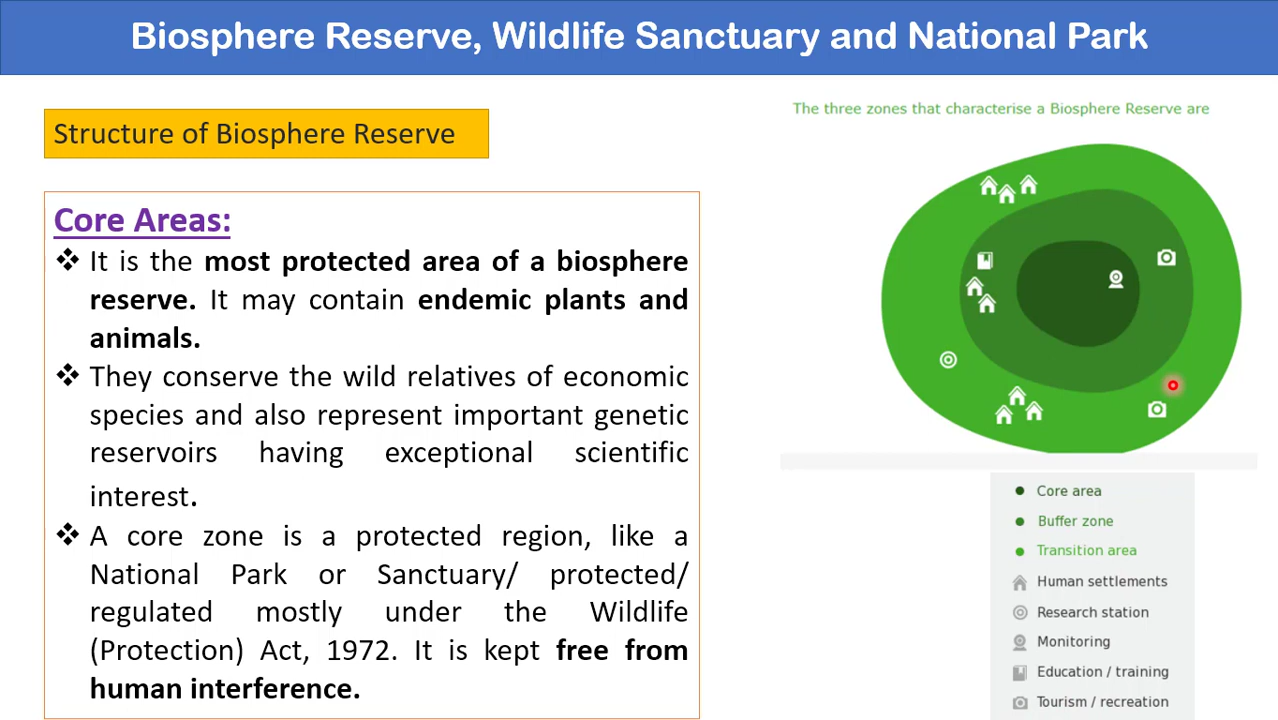 Biosphere Reserve, Wildlife Sanctuary and National Park
Structure of Biosphere Reserve
Core Areas:
❖ It is the most protected area of a biosphere
reserve. It may contain endemic plants and
animals.
❖ They conserve the wild relatives of economic
species and also represent important genetic
reservoirs having exceptional scientific
interest.
❖ A core zone is a protected region, like a
National Park or Sanctuary/ protected/
regulated mostly under the Wildlife
(Protection) Act, 1972. It is kept free from
human interference.
The three zones that characterise a Biosphere Reserve are
Core area
Buffer zone
Transition area
Human settlements
Research station
Monitoring
Education / training
Tourism / recreation